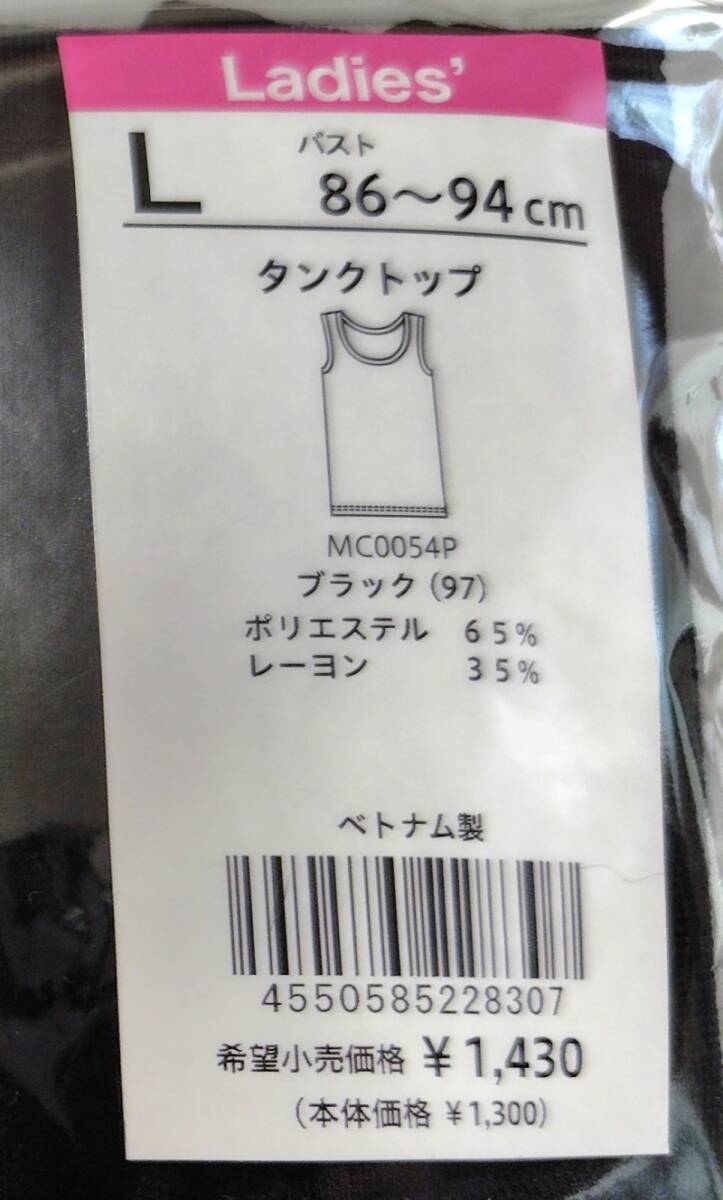 Ladies’
L バスト
86～94cm
タンクトップ
MC0054P
ブラック(97)
ポリエステル 65%
レーヨン 35%
ベトナム製
4550585228307
希望小売価格 ¥1,430
(本体価格 ¥1,300)